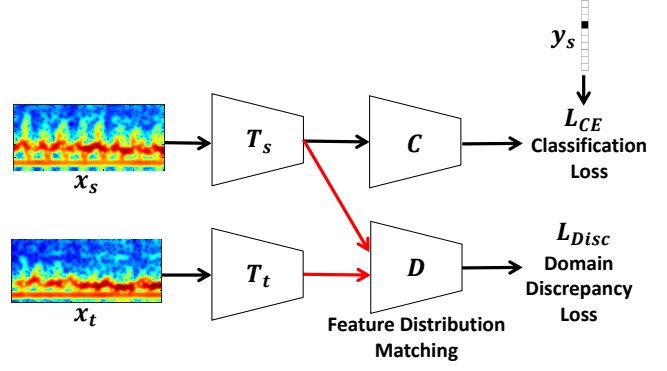 y_s
L_CE
Classification
Loss
x_s
T_s
C
x_t
T_t
D
L_Disc
Domain
Discrepancy
Loss
Feature Distribution
Matching